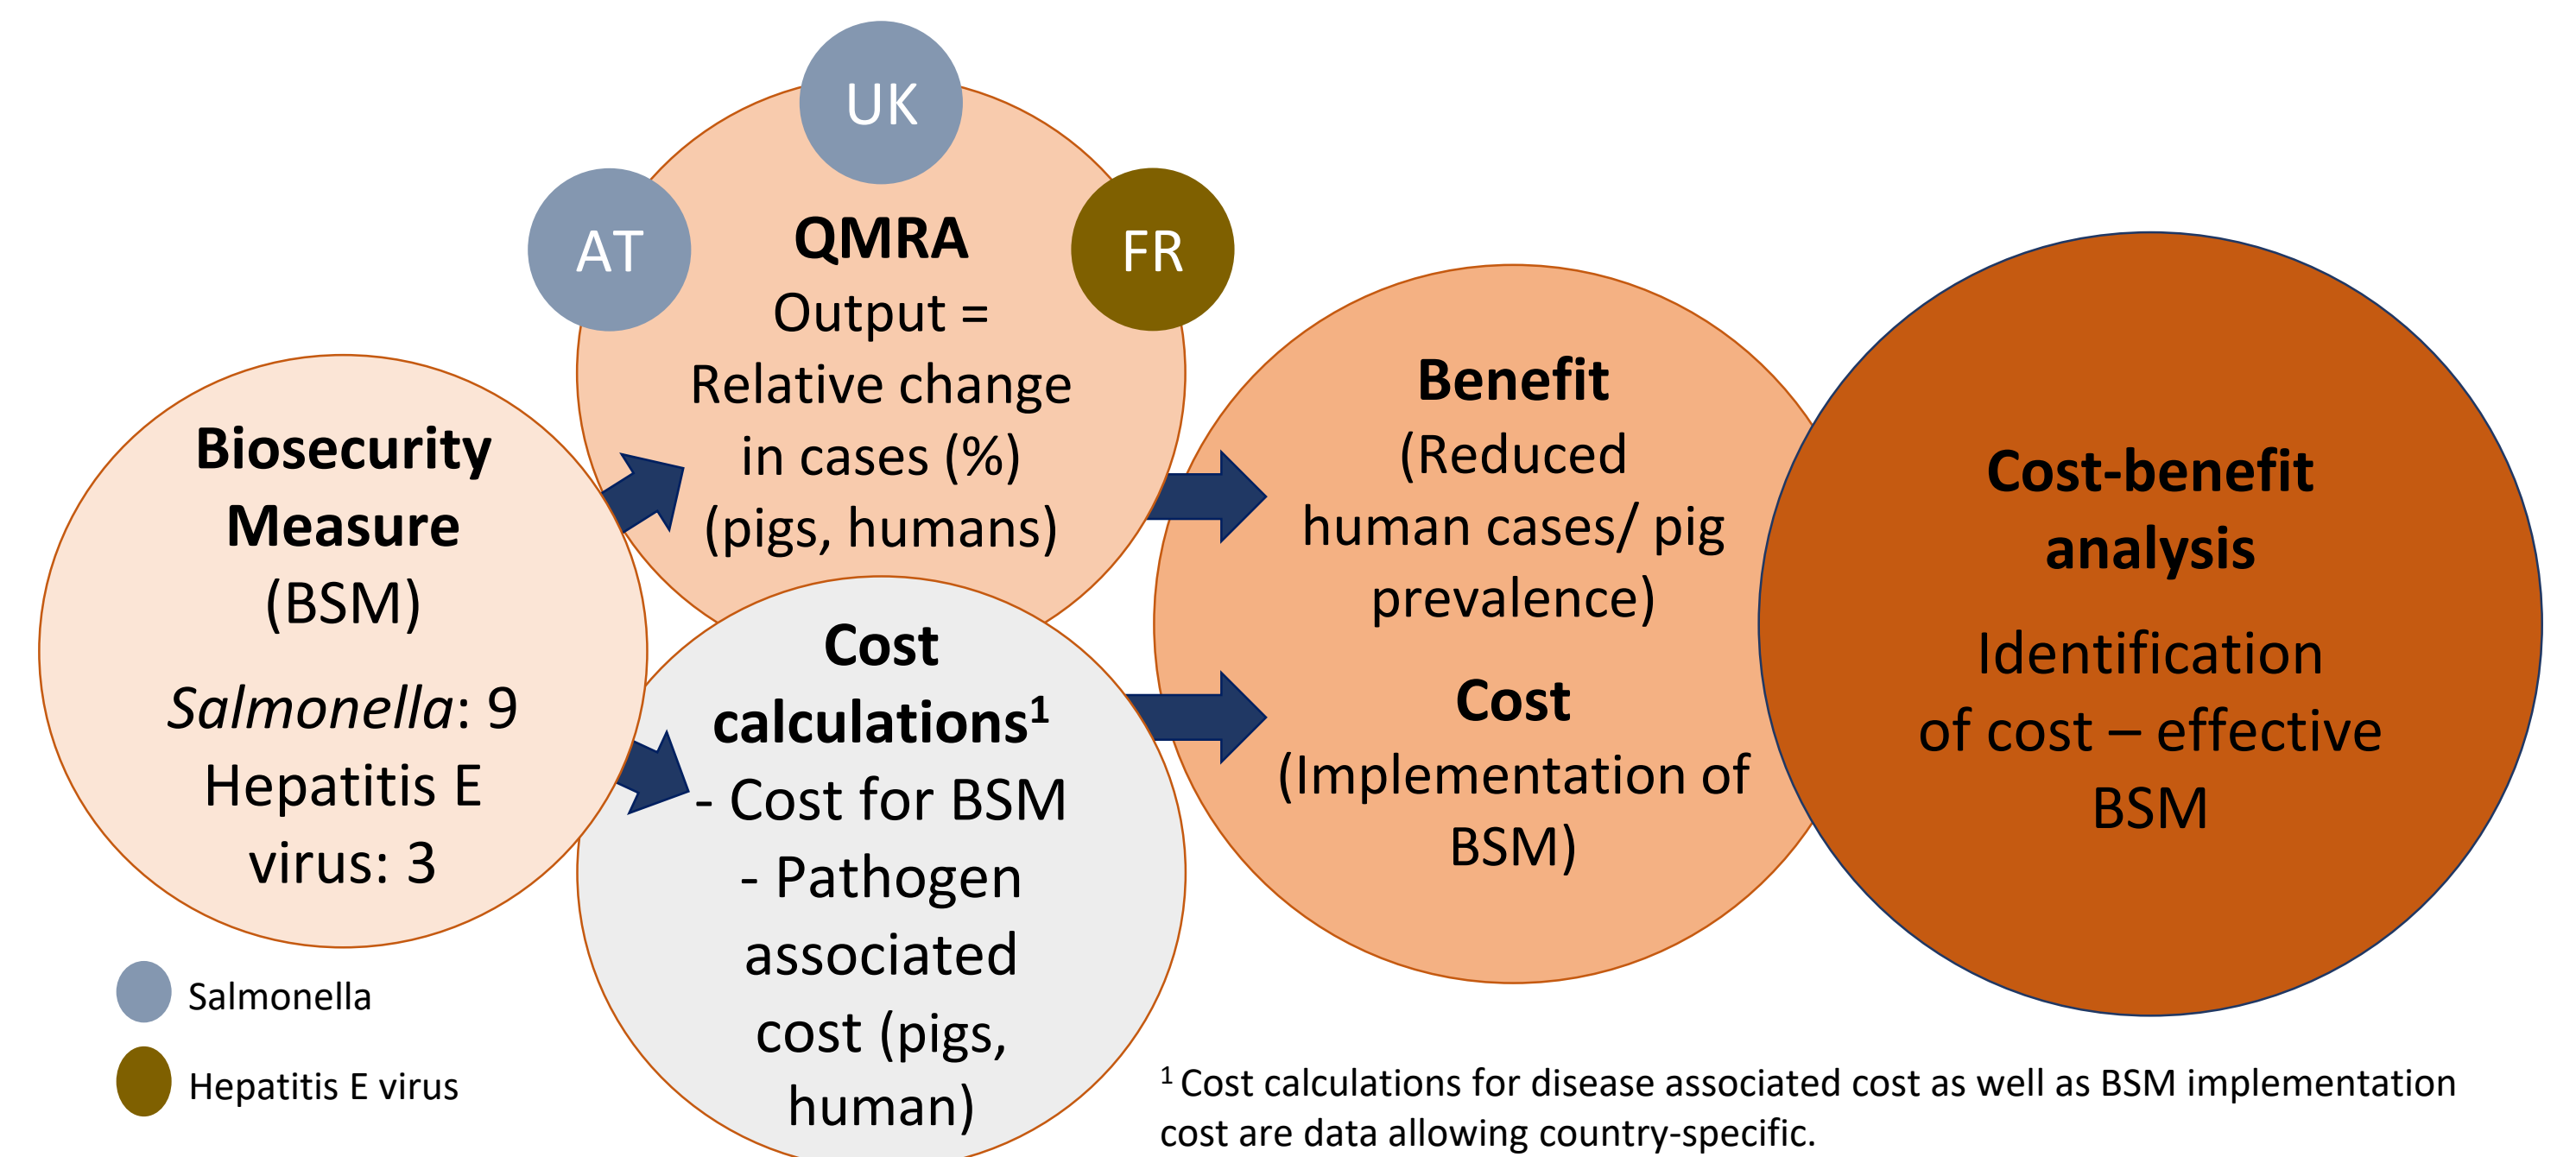 Biosecurity
Measure
(BSM)
Salmonella: 9
Hepatitis E
virus: 3
AT
UK
FR
QMRA
Output =
Relative change
in cases (%)
(pigs, humans)
Cost
calculations¹
- Cost for BSM
- Pathogen
associated
cost (pigs,
human)
Benefit
(Reduced
human cases/ pig
prevalence)
Cost
(Implementation of
BSM)
Cost-benefit
analysis
Identification
of cost – effective
BSM
Salmonella
Hepatitis E virus
¹ Cost calculations for disease associated cost as well as BSM implementation
cost are data allowing country-specific.